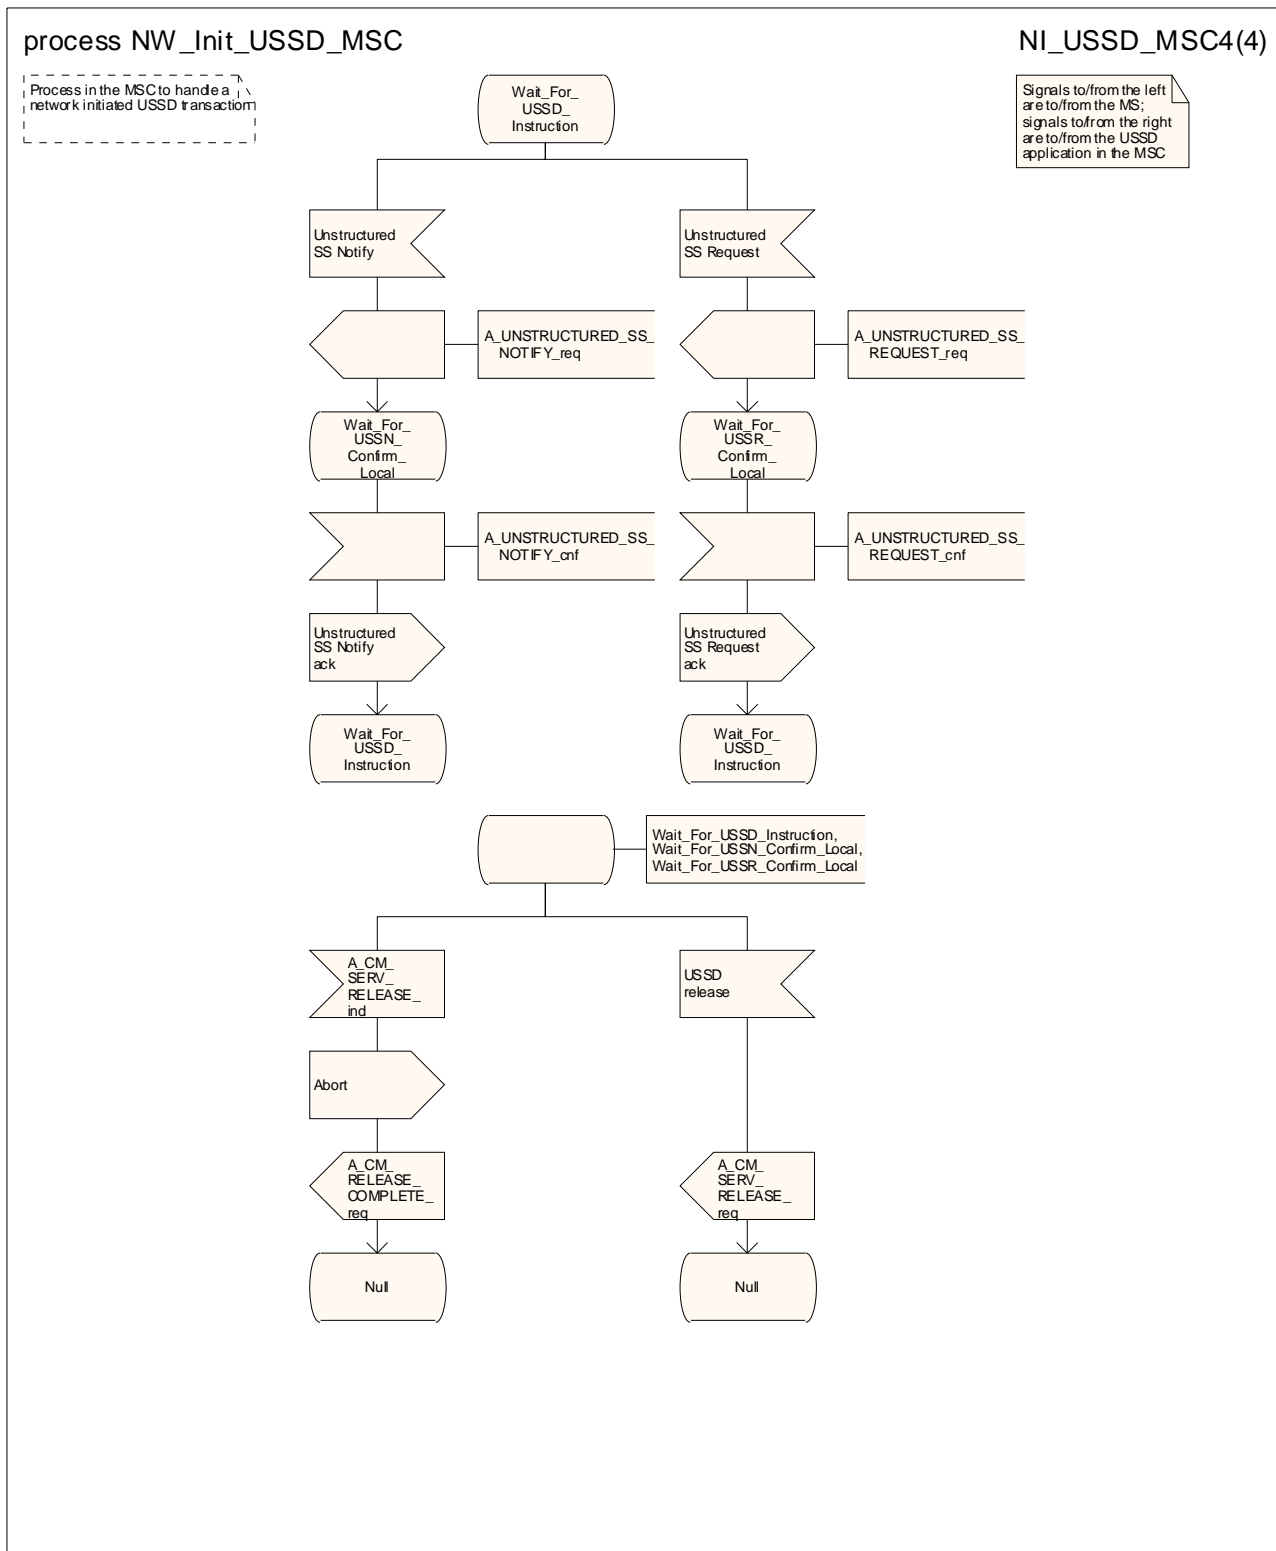 process NW_Init_USSD_MSC
NI_USSD_MSC4(4)
Process in the MSC to handle a
network initiated USSD transaction
Signals to/from the left
are to/from the MS;
signals to/from the right
are to/from the USSD
application in the MSC
Wait_For_
USSD_
Instruction
Unstructured
SS Notify
Unstructured
SS Request
A_UNSTRUCTURED_SS_
NOTIFY_req
A_UNSTRUCTURED_SS_
REQUEST_req
Wait_For_
USSN_
Confirm_
Local
Wait_For_
USSR_
Confirm_
Local
A_UNSTRUCTURED_SS_
NOTIFY_cnf
A_UNSTRUCTURED_SS_
REQUEST_cnf
Unstructured
SS Notify
ack
Unstructured
SS Request
ack
Wait_For_
USSD_
Instruction
Wait_For_
USSD_
Instruction
Wait_For_USSD_Instruction,
Wait_For_USSN_Confirm_Local,
Wait_For_USSR_Confirm_Local
A_CM_
SERV_
RELEASE_
ind
USSD
release
Abort
A_CM_
RELEASE_
COMPLETE_
req
A_CM_
SERV_
RELEASE_
req
Null
Null